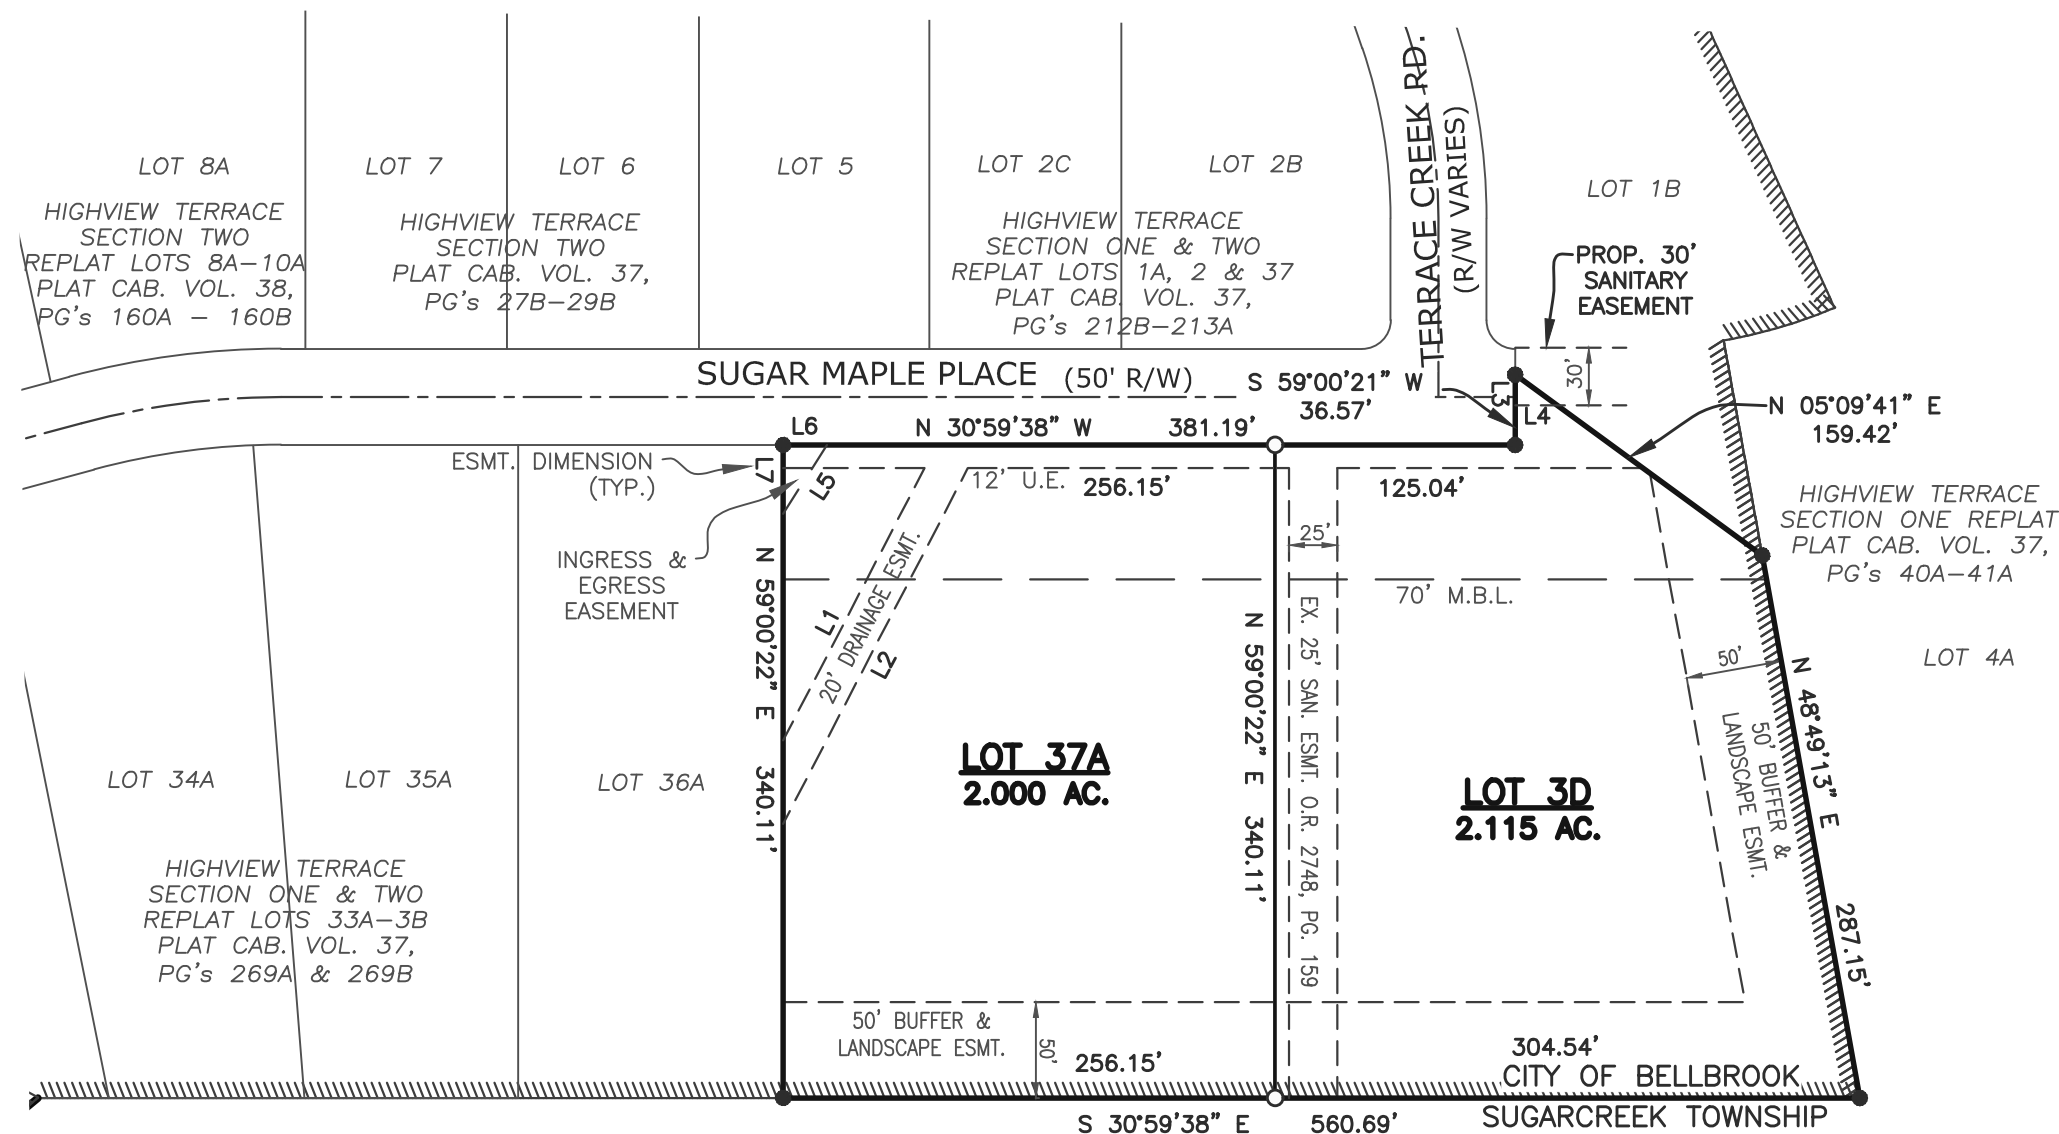 TERRACE CREEK RD.
(R/W VARIES)
LOT 8A
LOT 7
LOT 6
LOT 5
LOT 2C
LOT 2B
LOT 1B
HIGHVIEW TERRACE
SECTION TWO
REPLAT LOTS 8A-10A
PLAT CAB. VOL. 38,
PG's 160A - 160B
HIGHVIEW TERRACE
SECTION TWO
PLAT CAB. VOL. 37,
PG's 27B-29B
HIGHVIEW TERRACE
SECTION ONE & TWO
REPLAT LOTS 1A, 2 & 37
PLAT CAB. VOL. 37,
PG's 212B-213A
PROP. 30'
SANITARY
EASEMENT
30'
SUGAR MAPLE PLACE (50' R/W)
S 59°00'21" W
36.57'
L3
L4
N 05°09'41" E
159.42'
L6
N 30°59'38" W 381.19'
ESMT. DIMENSION
(TYP.)
L7
L5
12' U.E.
256.15'
125.04'
HIGHVIEW TERRACE
SECTION ONE REPLAT
PLAT CAB. VOL. 37,
PG's 40A-41A
25'
INGRESS &
EGRESS
EASEMENT
N 59°00'22" E 340.11'
L1
20' DRAINAGE ESMT.
L2
70' M.B.L.
N 59°00'22" E 340.11'
EX. 25' SAN. ESMT. O.R. 2748, PG. 159
50'
LOT 4A
N 48°49'13" E 287.15'
50' BUFFER &
LANDSCAPE ESMT.
LOT 34A
LOT 35A
LOT 36A
LOT 37A
2.000 AC.
LOT 3D
2.115 AC.
HIGHVIEW TERRACE
SECTION ONE & TWO
REPLAT LOTS 33A-3B
PLAT CAB. VOL. 37,
PG's 269A & 269B
50' BUFFER &
LANDSCAPE ESMT.
50'
256.15'
304.54'
CITY OF BELLBROOK
SUGARCREEK TOWNSHIP
S 30°59'38" E 560.69'